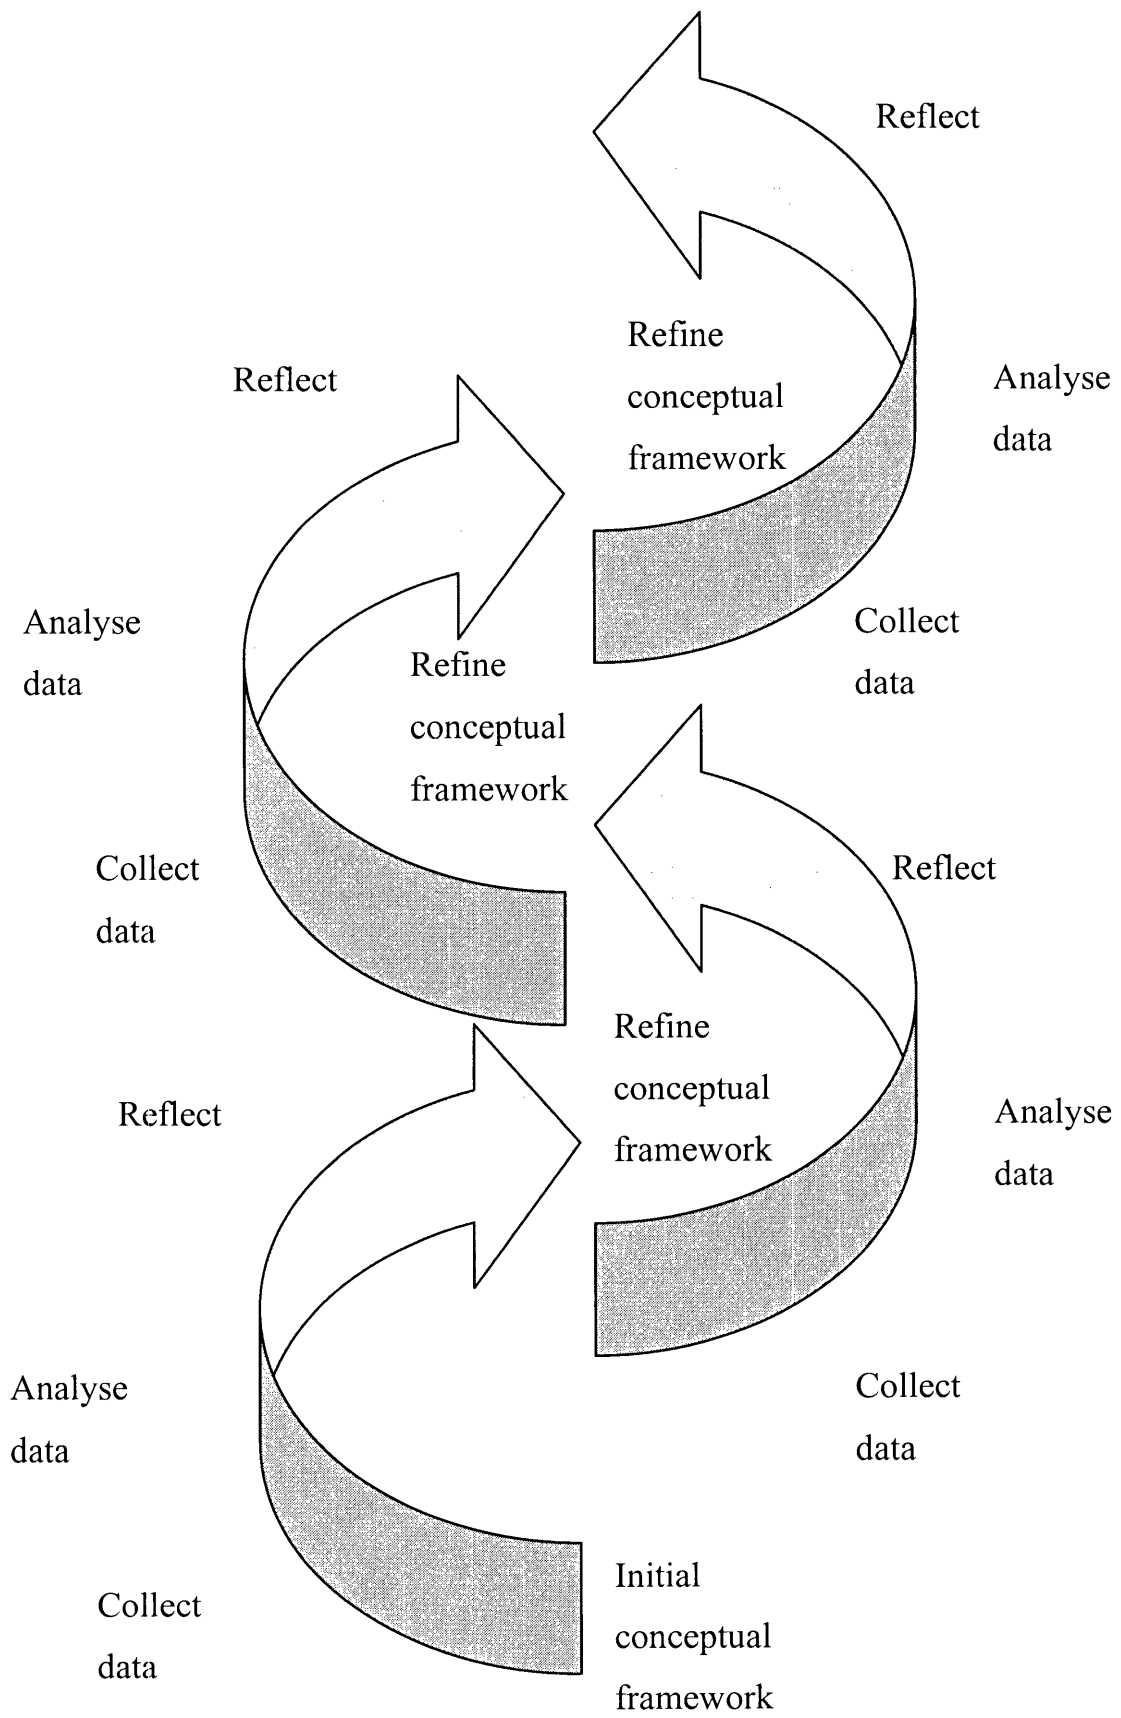 Reflect
Refine
conceptual
framework
Analyse
data
Reflect
Collect
data
Analyse
data
Refine
conceptual
framework
Collect
data
Reflect
Refine
conceptual
framework
Analyse
data
Reflect
Collect
data
Analyse
data
Initial
conceptual
framework
Collect
data